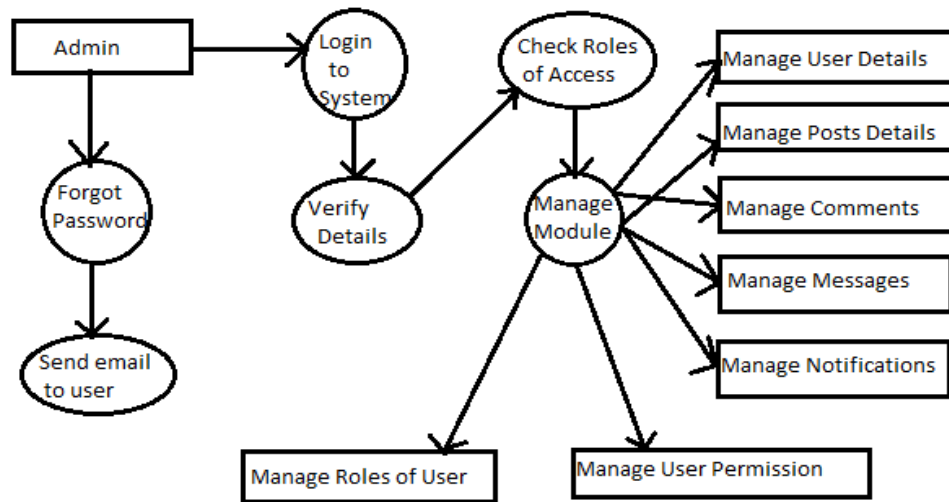 Admin
Login
to
System
Check Roles
of Access
Manage User Details
Manage Posts Details
Forgot
Password
Verify
Details
Manage
Module
Manage Comments
Manage Messages
Send email
to user
Manage Notifications
Manage Roles of User
Manage User Permission